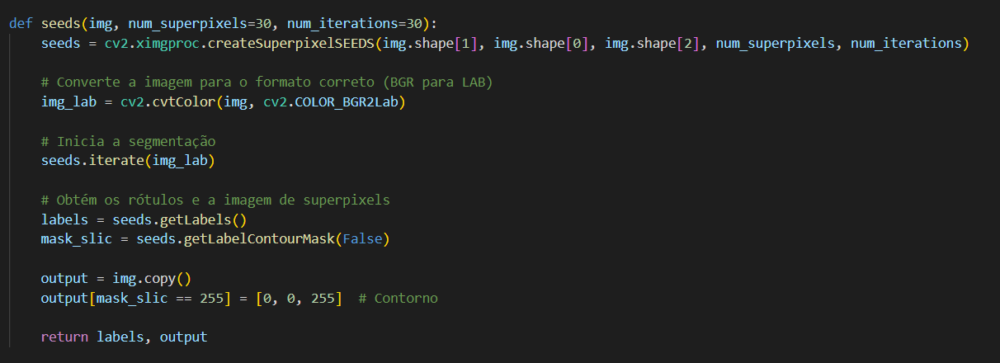 def seeds(img, num_superpixels=30, num_iterations=30):
    seeds = cv2.ximgproc.createSuperpixelSEEDS(img.shape[1], img.shape[0], img.shape[2], num_superpixels, num_iterations)
    # Converte a imagem para o formato correto (BGR para LAB)
    img_lab = cv2.cvtColor(img, cv2.COLOR_BGR2Lab)
    # Inicia a segmentação
    seeds.iterate(img_lab)
    # Obtém os rótulos e a imagem de superpixels
    labels = seeds.getLabels()
    mask_slic = seeds.getLabelContourMask(False)
    output = img.copy()
    output[mask_slic == 255] = [0, 0, 255]  # Contorno
    return labels, output